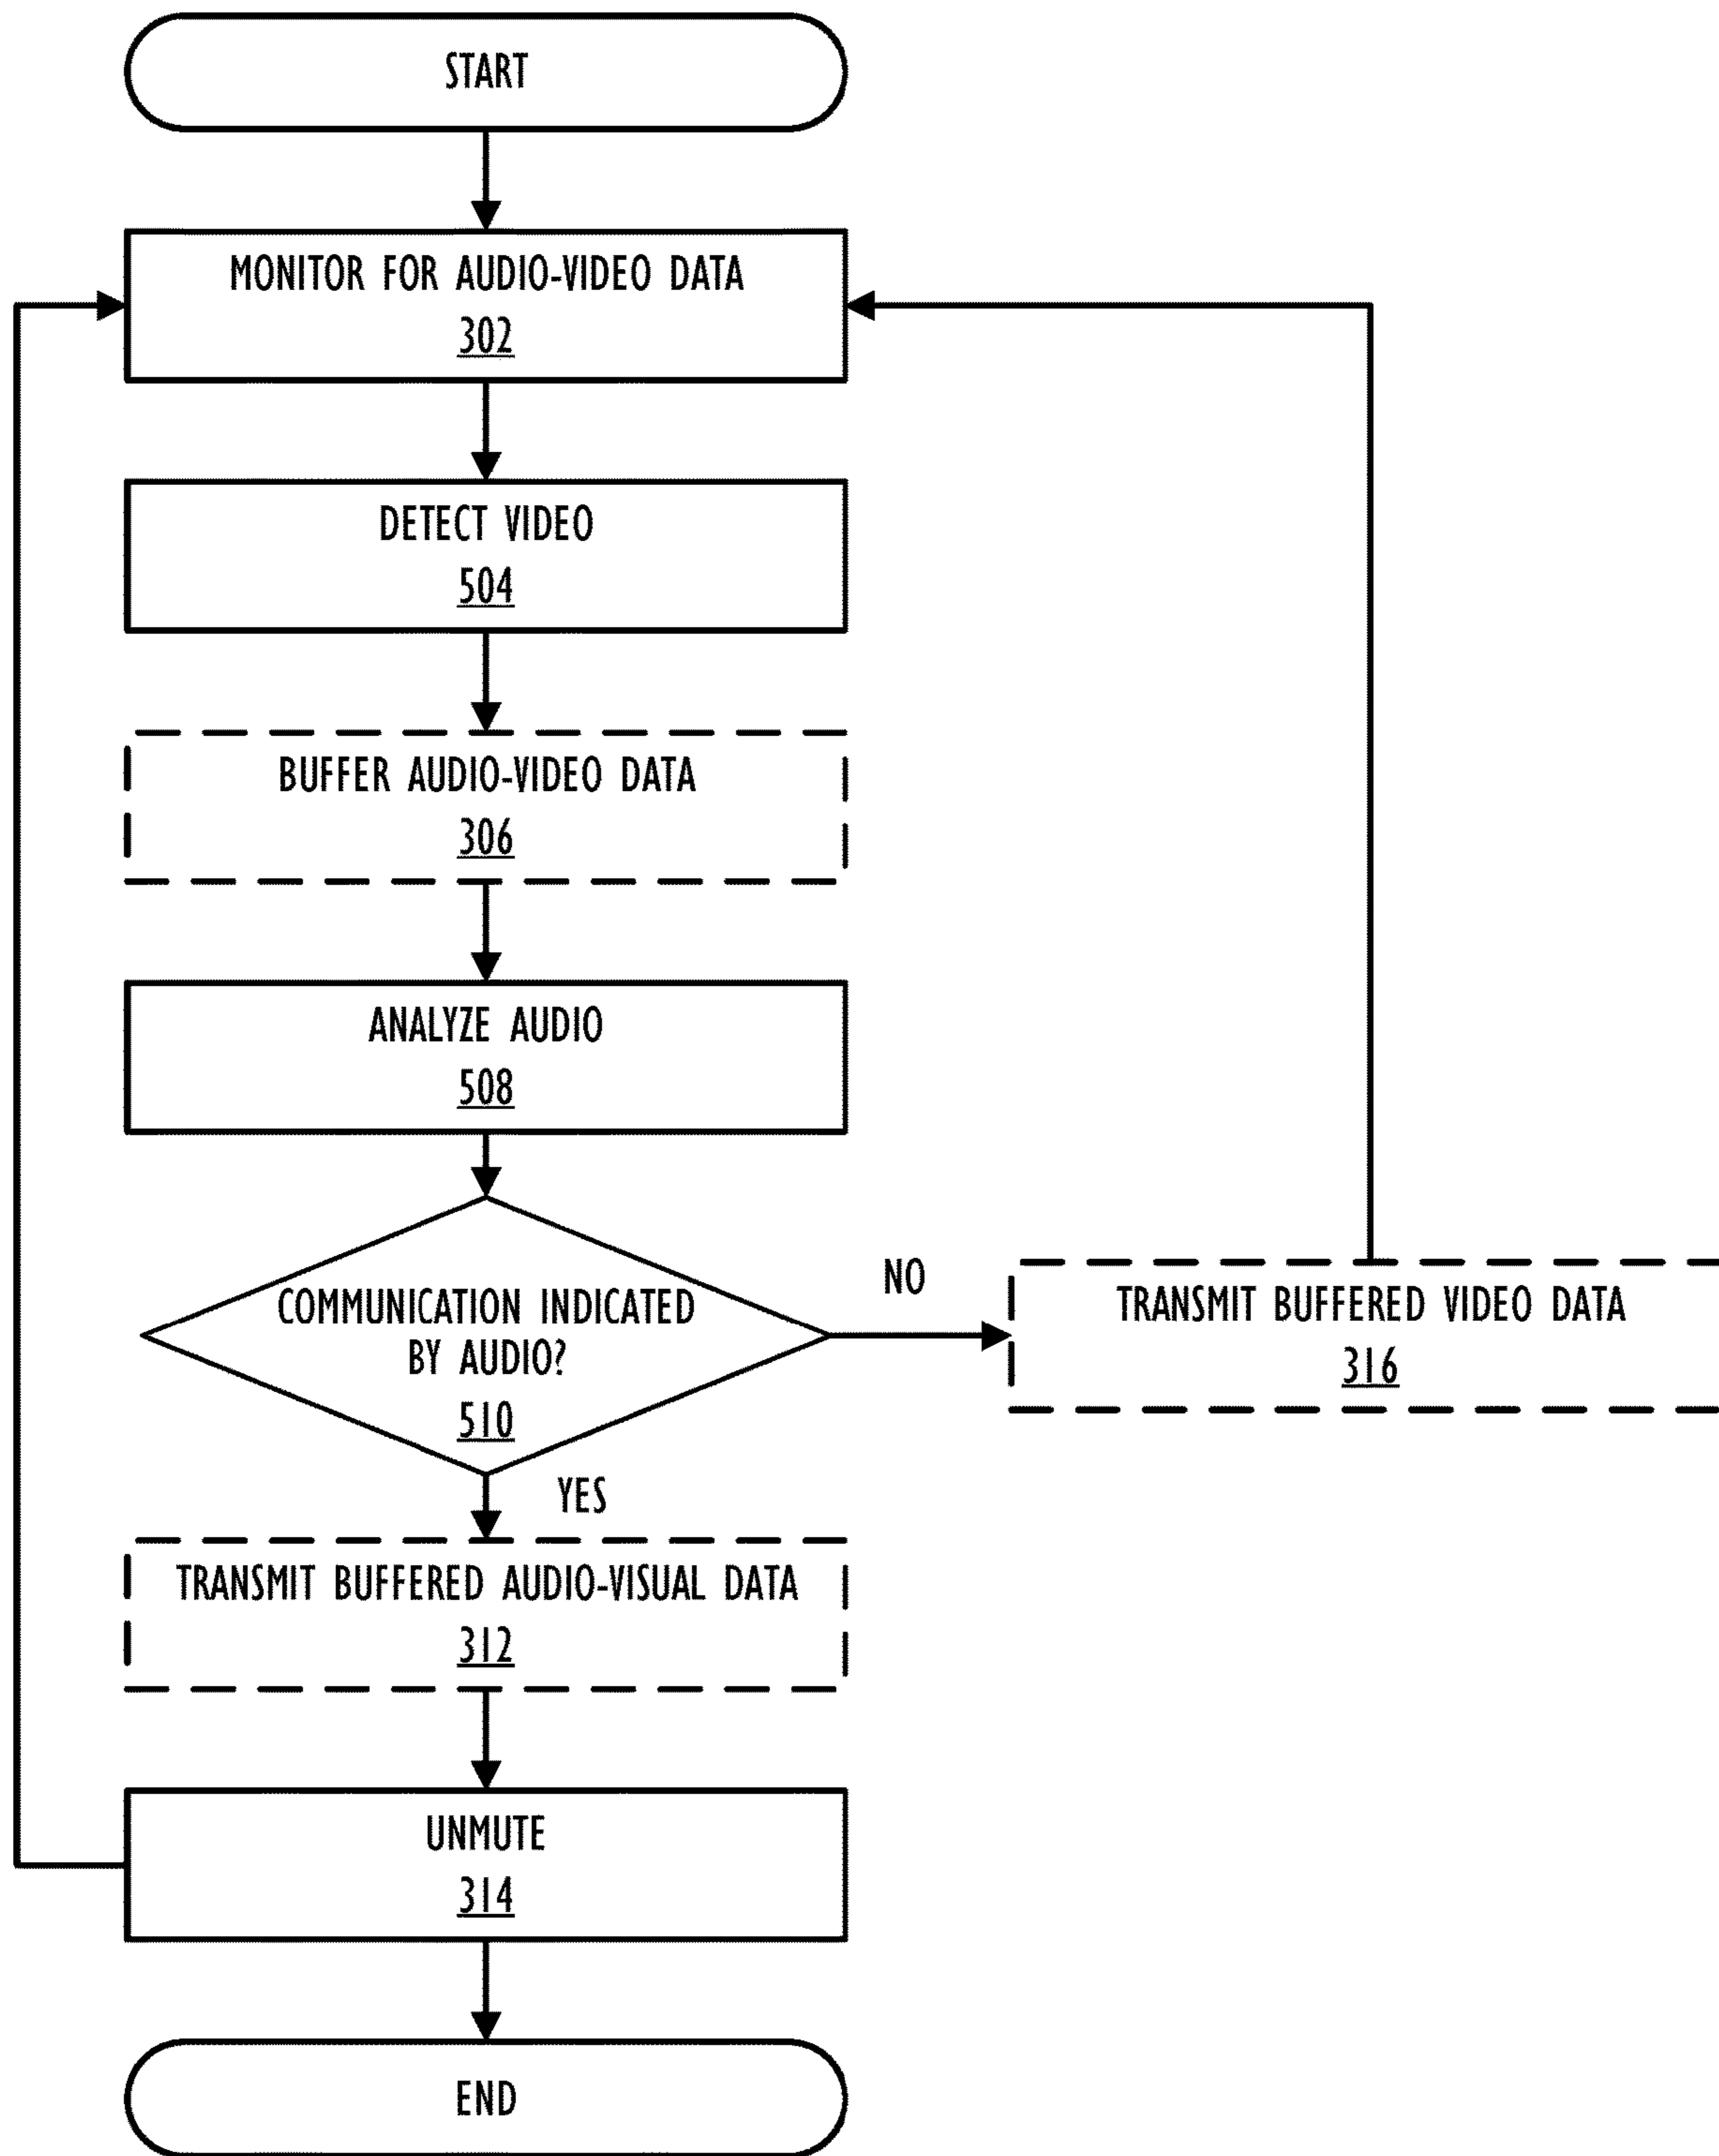 START
MONITOR FOR AUDIO-VIDEO DATA
302
DETECT VIDEO
504
BUFFER AUDIO-VIDEO DATA
306
ANALYZE AUDIO
508
COMMUNICATION INDICATED
BY AUDIO?
510
NO
TRANSMIT BUFFERED VIDEO DATA
316
YES
TRANSMIT BUFFERED AUDIO-VISUAL DATA
312
UNMUTE
314
END